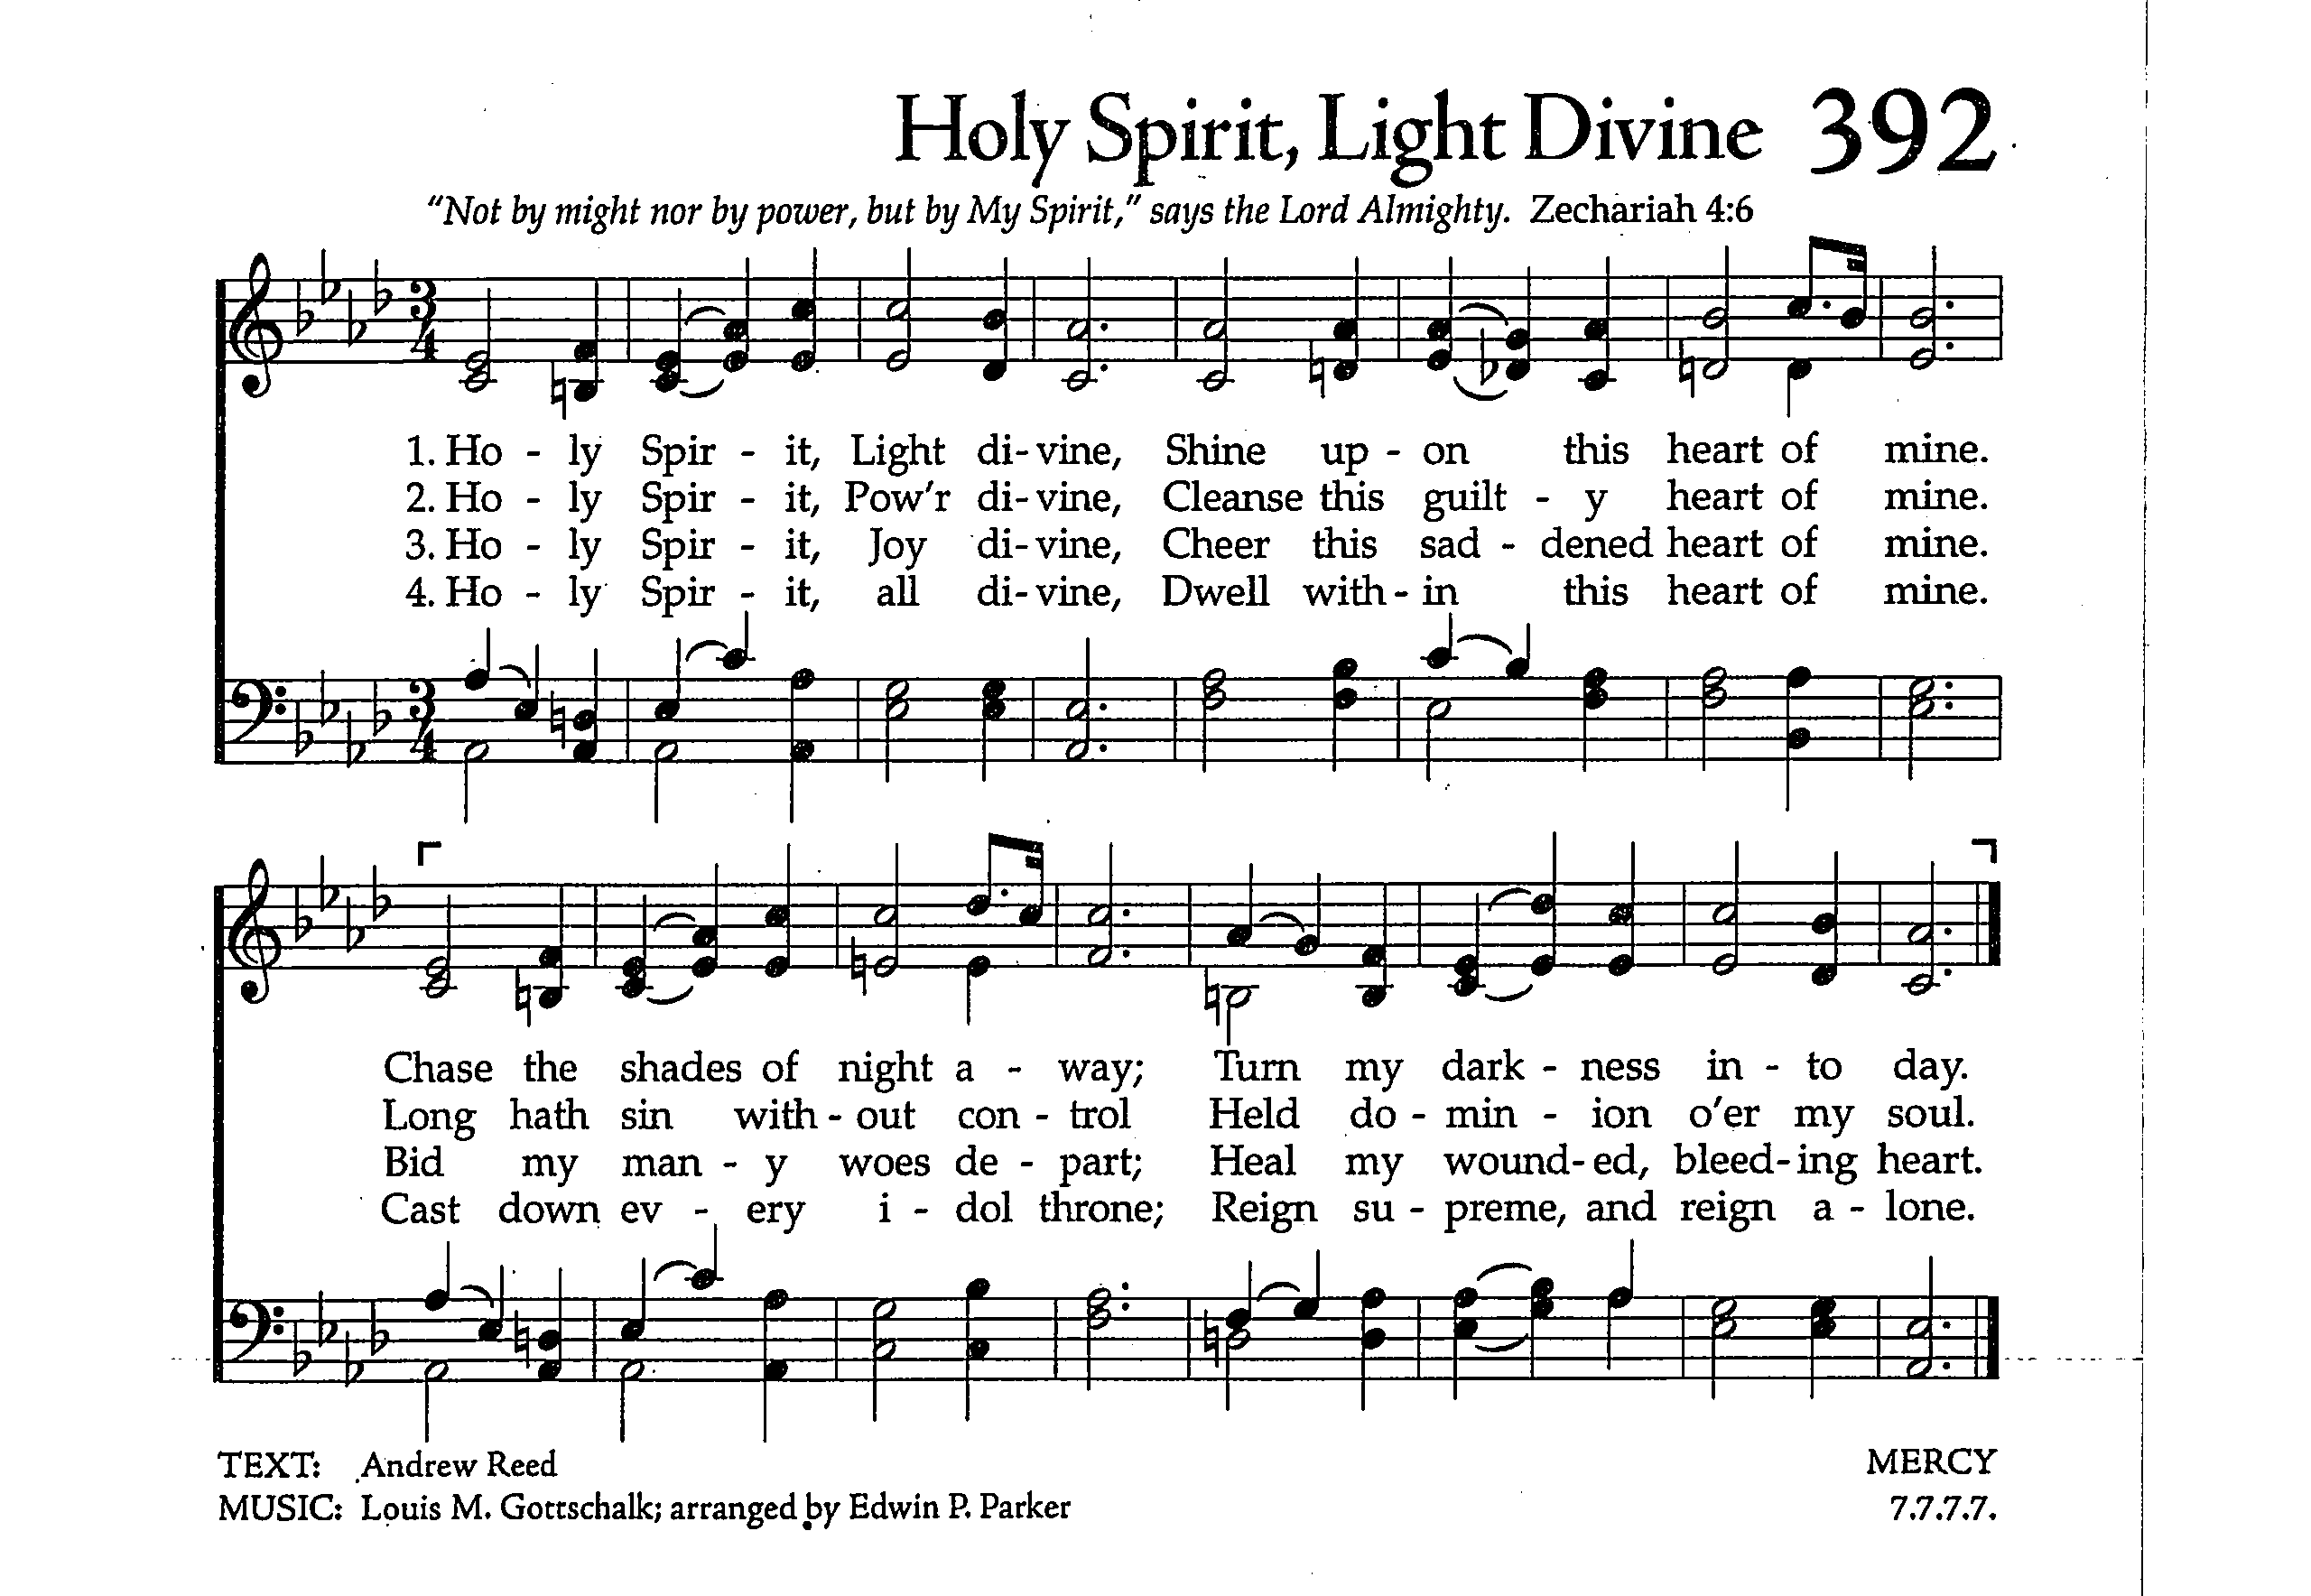 Holy Spirit, Light Divine 392
"Not by might nor by power, but by My Spirit," says the Lord Almighty. Zechariah 4:6
3 4
1. Ho - ly Spir - it, Light di- vine, Shine up - on this heart of mine.
2. Ho - ly Spir - it, Pow'r di- vine, Cleanse this guilt - y heart of mine.
3. Ho - ly Spir - it, Joy di- vine, Cheer this sad - dened heart of mine.
4. Ho - ly Spir - it, all di- vine, Dwell with - in this heart of mine.
3 4
Chase the shades of night a - way; Turn my dark - ness in - to day.
Long hath sin with - out con - trol Held do - min - ion o'er my soul.
Bid my man - y woes de - part; Heal my wound- ed, bleed- ing heart.
Cast down ev - ery i - dol throne; Reign su - preme, and reign a - lone.
TEXT: Andrew Reed MERCY
MUSIC: Louis M. Gottschalk; arranged by Edwin P. Parker 7.7.7.7.